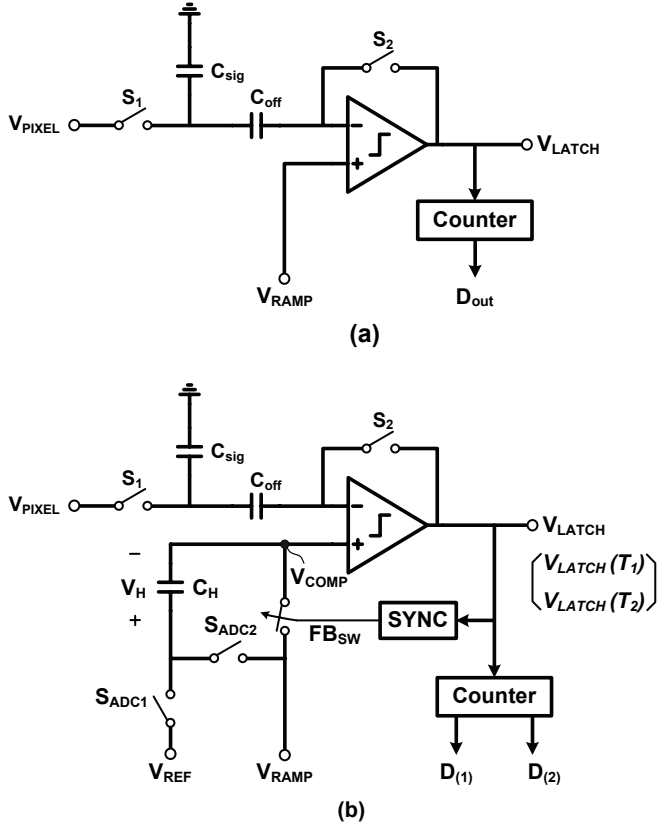 S2
Csig
S1
Coff
VPIXEL
−
+
VLATCH
Counter
VRAMP
Dout
(a)
S2
Csig
S1
Coff
VPIXEL
−
+
VLATCH
− VCOMP
VH CH
VLATCH (T1)
VLATCH (T2)
+
SADC2
FBSW
SYNC
SADC1
Counter
VREF VRAMP
D(1) D(2)
(b)